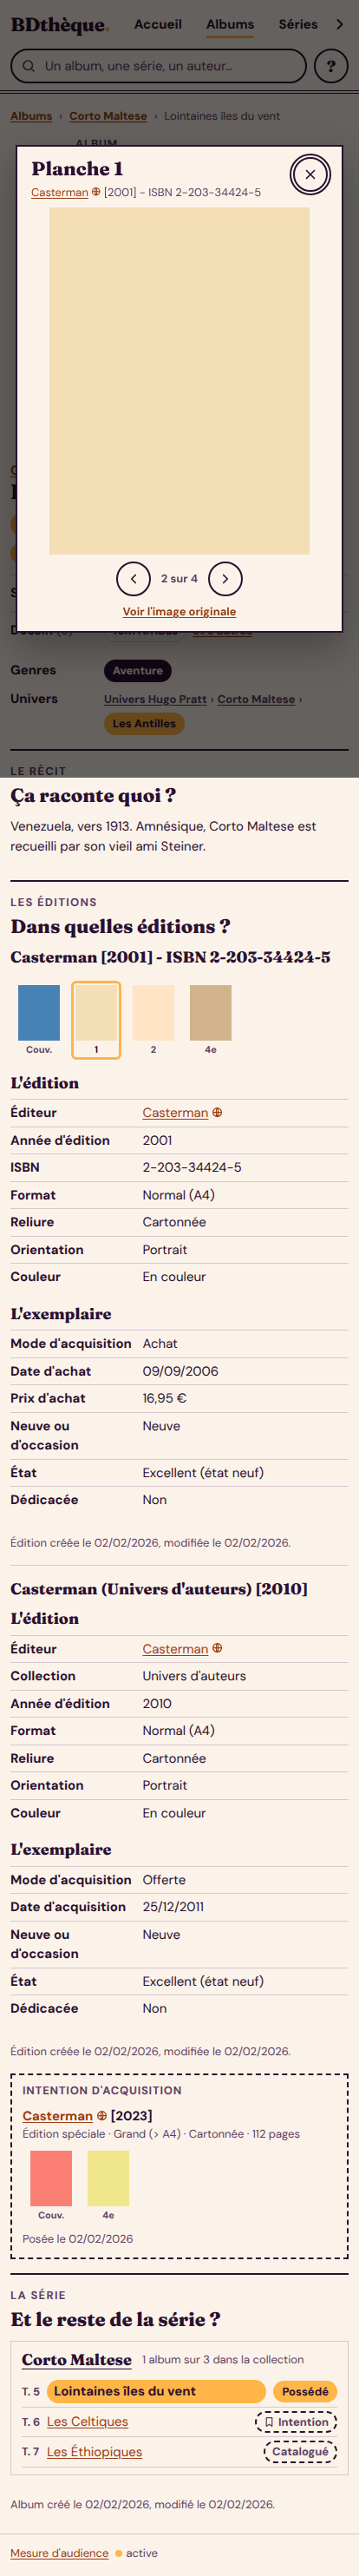 BDthèque.
Accueil
Albums
Séries
Un album, une série, un auteur...
?
Albums › Corto Maltese › Lointaines îles du vent
ALBUM
Planche 1
Casterman [2001] - ISBN 2-203-34424-5
2 sur 4
Voir l'image originale
Genres
Aventure
Univers
Univers Hugo Pratt › Corto Maltese ›
Les Antilles
LE RÉCIT
Ça raconte quoi ?
Venezuela, vers 1913. Amnésique, Corto Maltese est
recueilli par son vieil ami Steiner.
LES ÉDITIONS
Dans quelles éditions ?
Casterman [2001] - ISBN 2-203-34424-5
Couv. 1 2 4e
L'édition
Éditeur Casterman
Année d'édition 2001
ISBN 2-203-34424-5
Format Normal (A4)
Reliure Cartonnée
Orientation Portrait
Couleur En couleur
L'exemplaire
Mode d'acquisition Achat
Date d'achat 09/09/2006
Prix d'achat 16,95 €
Neuve ou Neuve
d'occasion
État Excellent (état neuf)
Dédicacée Non
Édition créée le 02/02/2026, modifiée le 02/02/2026.
Casterman (Univers d'auteurs) [2010]
L'édition
Éditeur Casterman
Collection Univers d'auteurs
Année d'édition 2010
Format Normal (A4)
Reliure Cartonnée
Orientation Portrait
Couleur En couleur
L'exemplaire
Mode d'acquisition Offerte
Date d'acquisition 25/12/2011
Neuve ou Neuve
d'occasion
État Excellent (état neuf)
Dédicacée Non
Édition créée le 02/02/2026, modifiée le 02/02/2026.
INTENTION D'ACQUISITION
Casterman [2023]
Édition spéciale · Grand (> A4) · Cartonnée · 112 pages
Couv. 4e
Posée le 02/02/2026
LA SÉRIE
Et le reste de la série ?
Corto Maltese 1 album sur 3 dans la collection
T. 5 Lointaines îles du vent Possédé
T. 6 Les Celtiques Intention
T. 7 Les Éthiopiques Catalogué
Album créé le 02/02/2026, modifié le 02/02/2026.
Mesure d'audience active